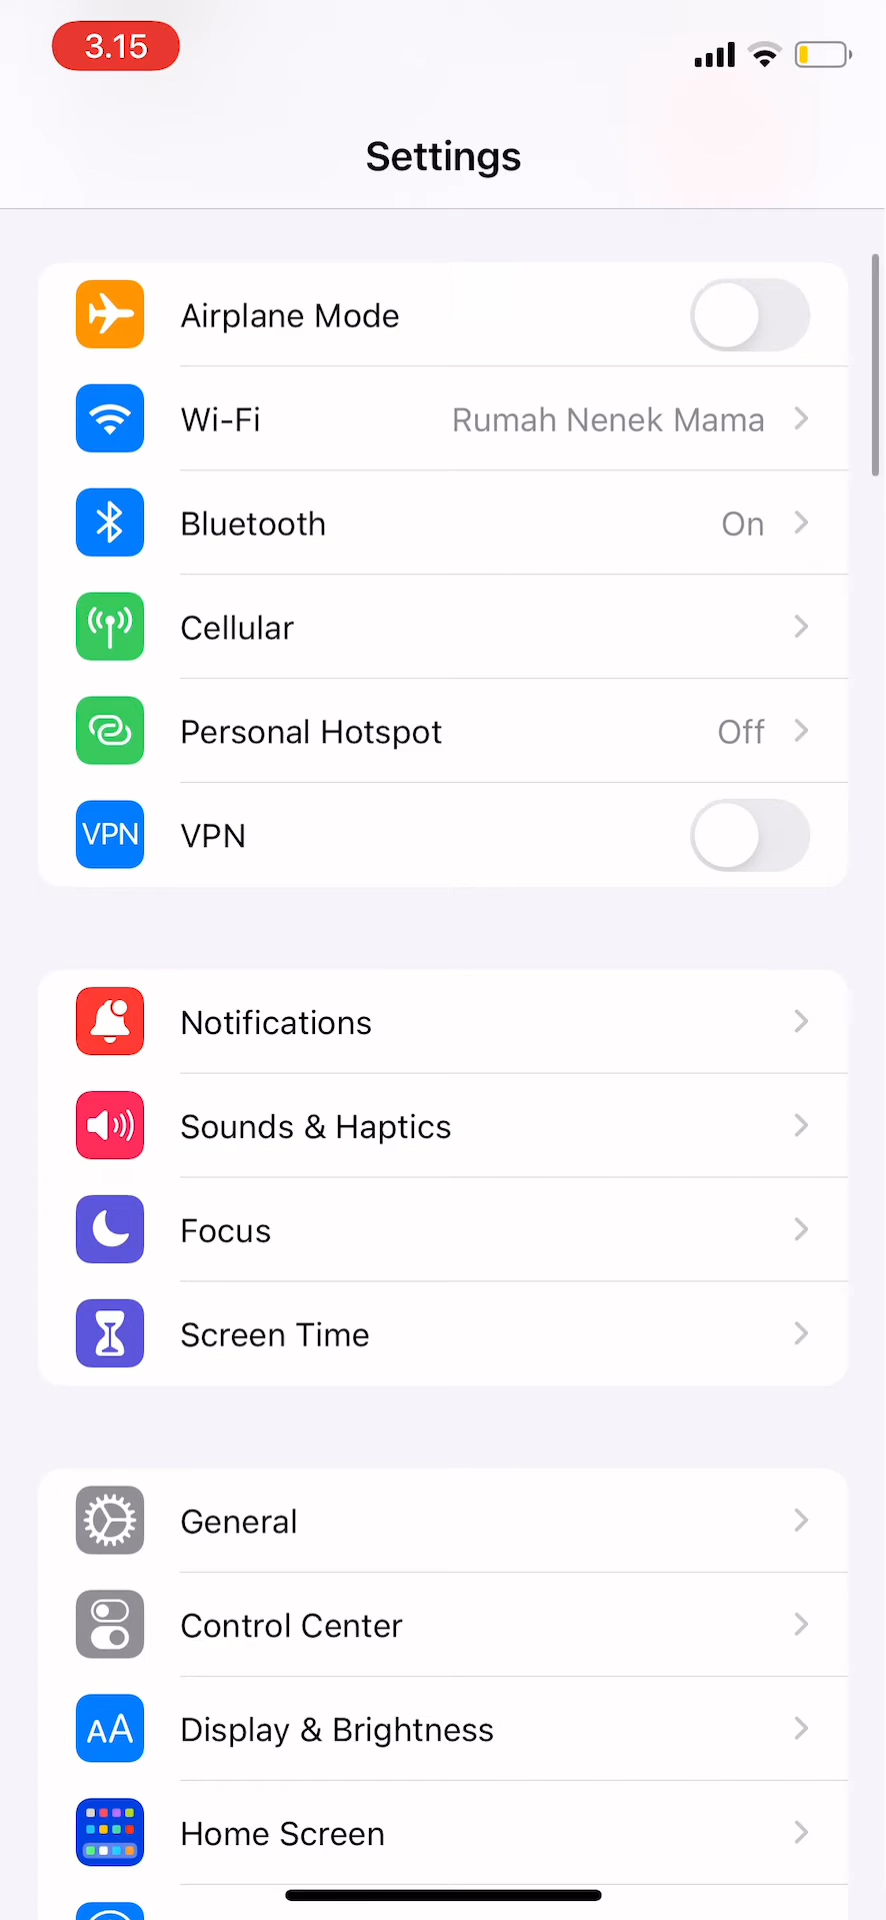 3.15
Settings
Airplane Mode
Wi-Fi Rumah Nenek Mama
Bluetooth On
Cellular
Personal Hotspot Off
VPN VPN
Notifications
Sounds & Haptics
Focus
Screen Time
General
Control Center
AA Display & Brightness
Home Screen